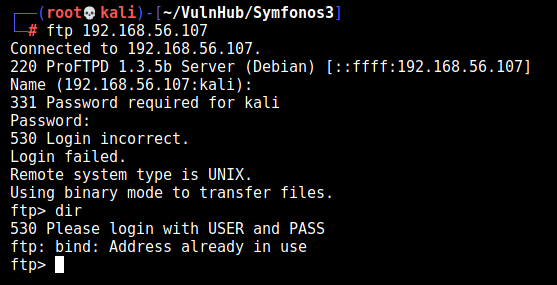 ┌──(root💀kali)-[~/VulnHub/Symfonos3]
└─# ftp 192.168.56.107
Connected to 192.168.56.107.
220 ProFTPD 1.3.5b Server (Debian) [::ffff:192.168.56.107]
Name (192.168.56.107:kali):
331 Password required for kali
Password:
530 Login incorrect.
Login failed.
Remote system type is UNIX.
Using binary mode to transfer files.
ftp> dir
530 Please login with USER and PASS
ftp: bind: Address already in use
ftp>